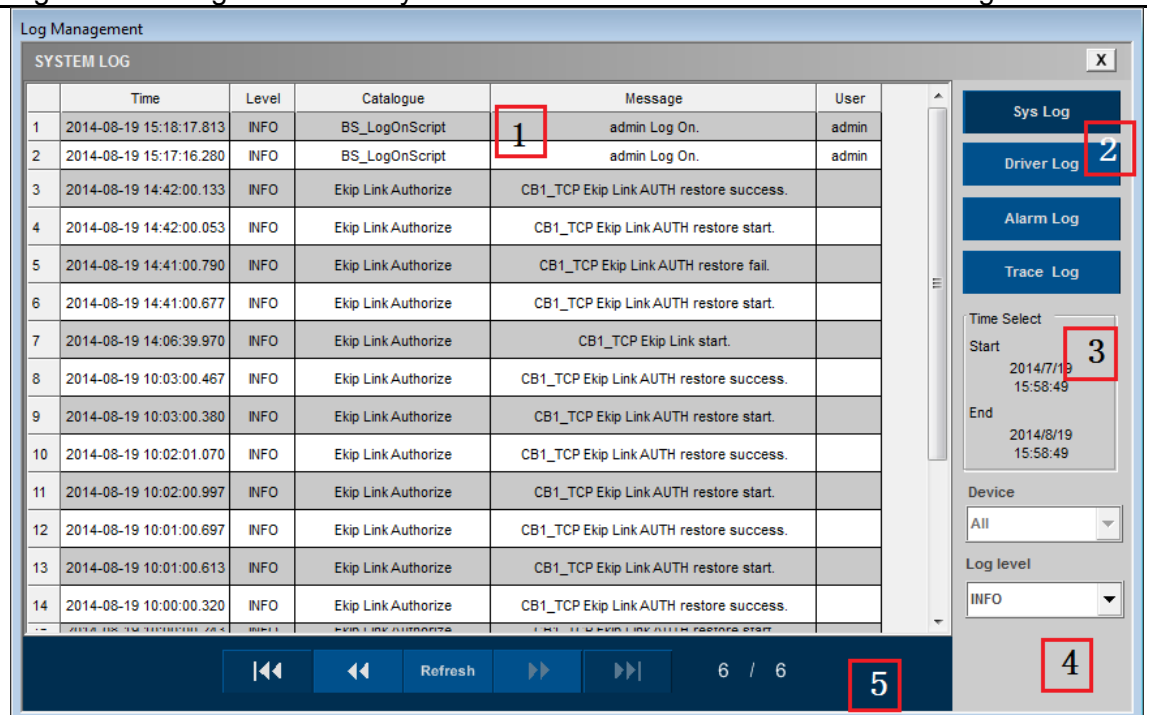 Log Management
SYSTEM LOG
X
Time Level Catalogue Message User
1 2014-08-19 15:18:17.813 INFO BS_LogOnScript admin Log On. admin
2 2014-08-19 15:17:16.280 INFO BS_LogOnScript admin Log On. admin
3 2014-08-19 14:42:00.133 INFO Ekip Link Authorize CB1_TCP Ekip Link AUTH restore success.
4 2014-08-19 14:42:00.053 INFO Ekip Link Authorize CB1_TCP Ekip Link AUTH restore start.
5 2014-08-19 14:41:00.790 INFO Ekip Link Authorize CB1_TCP Ekip Link AUTH restore fail.
6 2014-08-19 14:41:00.677 INFO Ekip Link Authorize CB1_TCP Ekip Link AUTH restore start.
7 2014-08-19 14:06:39.970 INFO Ekip Link Authorize CB1_TCP Ekip Link start.
8 2014-08-19 10:03:00.467 INFO Ekip Link Authorize CB1_TCP Ekip Link AUTH restore success.
9 2014-08-19 10:03:00.380 INFO Ekip Link Authorize CB1_TCP Ekip Link AUTH restore start.
10 2014-08-19 10:02:01.070 INFO Ekip Link Authorize CB1_TCP Ekip Link AUTH restore success.
11 2014-08-19 10:02:00.997 INFO Ekip Link Authorize CB1_TCP Ekip Link AUTH restore start.
12 2014-08-19 10:01:00.697 INFO Ekip Link Authorize CB1_TCP Ekip Link AUTH restore success.
13 2014-08-19 10:01:00.613 INFO Ekip Link Authorize CB1_TCP Ekip Link AUTH restore start.
14 2014-08-19 10:00:00.320 INFO Ekip Link Authorize CB1_TCP Ekip Link AUTH restore success.
1
Sys Log
2
Driver Log
Alarm Log
Trace Log
Time Select
Start
3
2014/7/19
15:58:49
End
2014/8/19
15:58:49
Device
All
Log level
INFO
4
Refresh
6 / 6
5